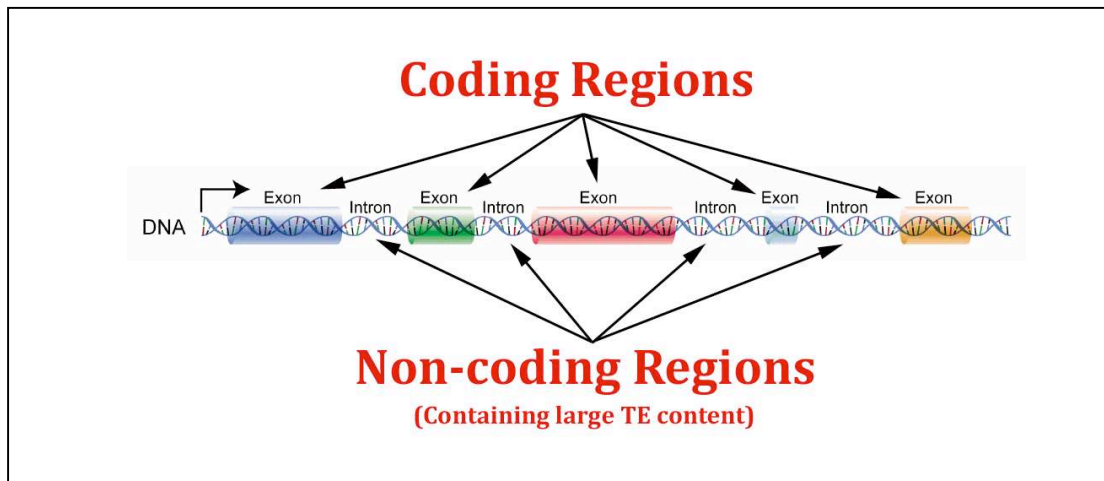 Coding Regions
Exon
Intron
Exon
Intron
Exon
Intron
Exon
Intron
Exon
DNA
Non-coding Regions
(Containing large TE content)